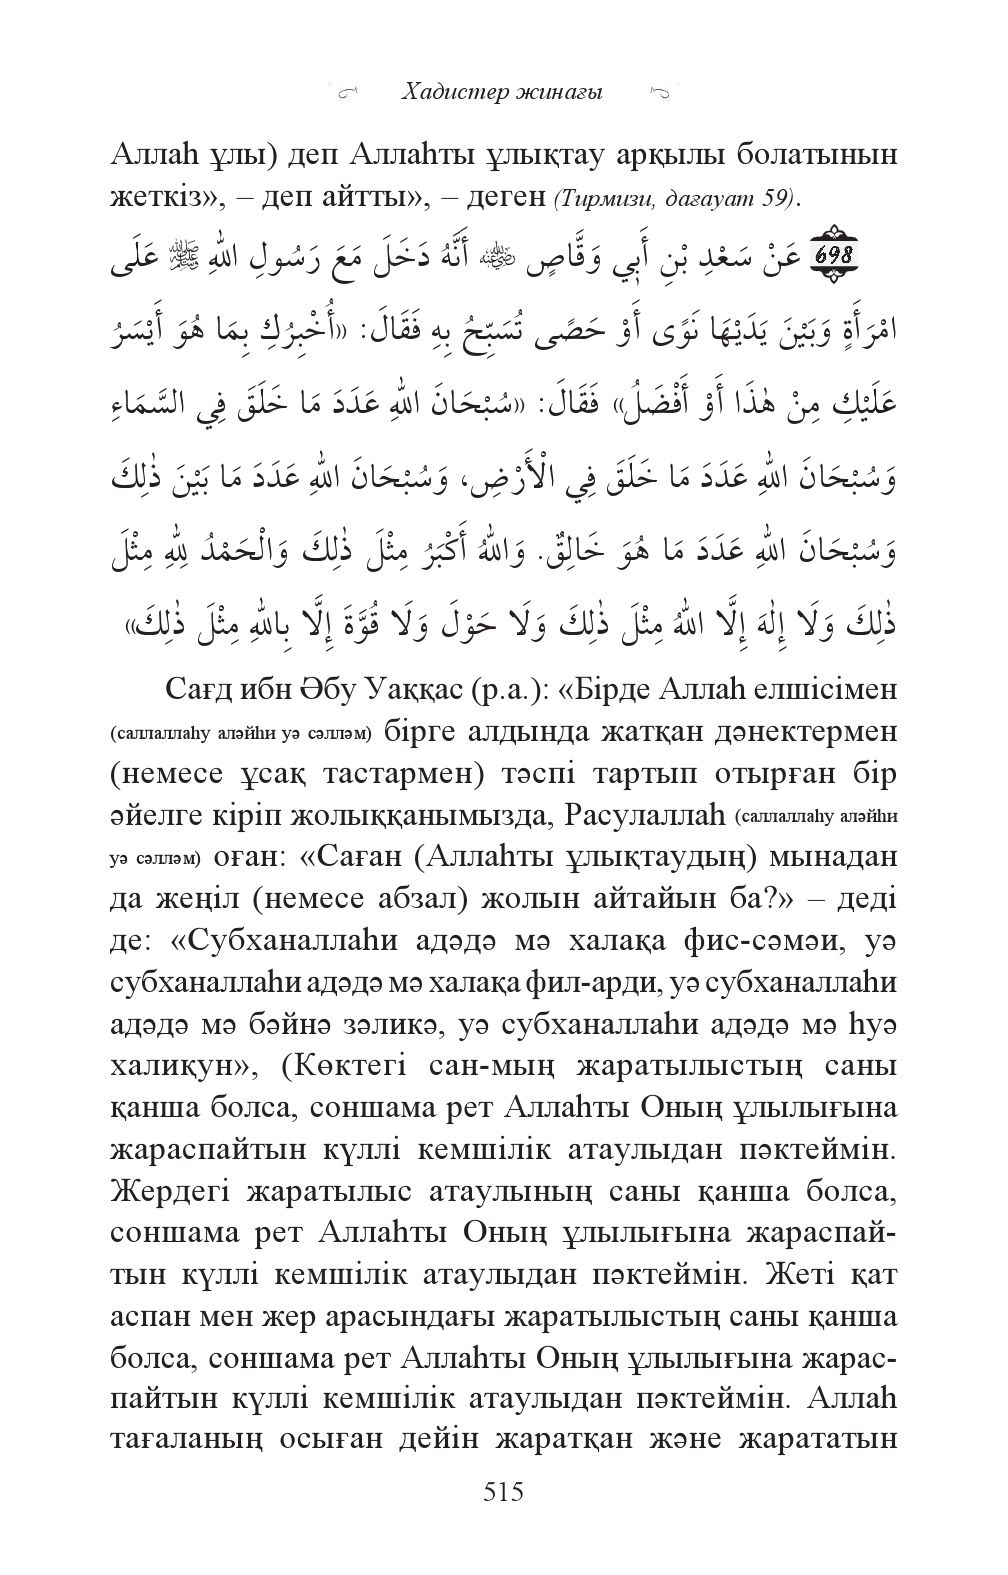 Хадистер жинағы
Аллаһ ұлы) деп Аллаһты ұлықтау арқылы болатынын
жеткіз», – деп айтты», – деген (Тирмизи, дағауат 59).
698 عَنْ سَعْدِ بْنِ أَبِي وَقَّاصٍ ﵁ أَنَّهُ دَخَلَ مَعَ رَسُولِ اللهِ ﷺ عَلَى
امْرَأَةٍ وَبَيْنَ يَدَيْهَا نَوًى أَوْ حَصًى تُسَبِّحُ بِهِ فَقَالَ: «أُخْبِرُكِ بِمَا هُوَ أَيْسَرُ
عَلَيْكِ مِنْ هٰذَا أَوْ أَفْضَلُ» فَقَالَ: «سُبْحَانَ اللهِ عَدَدَ مَا خَلَقَ فِي السَّمَاءِ
وَسُبْحَانَ اللهِ عَدَدَ مَا خَلَقَ فِي الْأَرْضِ، وَسُبْحَانَ اللهِ عَدَدَ مَا بَيْنَ ذٰلِكَ
وَسُبْحَانَ اللهِ عَدَدَ مَا هُوَ خَالِقٌ. وَاللهُ أَكْبَرُ مِثْلَ ذٰلِكَ وَالْحَمْدُ لِلهِ مِثْلَ
ذٰلِكَ وَلَا إِلٰهَ إِلَّا اللهُ مِثْلَ ذٰلِكَ وَلَا حَوْلَ وَلَا قُوَّةَ إِلَّا بِاللهِ مِثْلَ ذٰلِكَ»
Сағд ибн Әбу Уаққас (р.а.): «Бірде Аллаһ елшісімен
(саллаллаһу аләйһи уә сәлләм) бірге алдында жатқан дәнектермен
(немесе ұсақ тастармен) тәспі тартып отырған бір
әйелге кіріп жолыққанымызда, Расулаллаһ (саллаллаһу аләйһи
уә сәлләм) оған: «Саған (Аллаһты ұлықтаудың) мынадан
да жеңіл (немесе абзал) жолын айтайын ба?» – деді
де: «Субханаллаһи адәдә мә халақа фис-сәмәи, уә
субханаллаһи адәдә мә халақа фил-арди, уә субханаллаһи
адәдә мә бәйнә зәликә, уә субханаллаһи адәдә мә һуә
халиқун», (Көктегі сан-мың жаратылыстың саны
қанша болса, соншама рет Аллаһты Оның ұлылығына
жараспайтын күллі кемшілік атаулыдан пәктеймін.
Жердегі жаратылыс атаулының саны қанша болса,
соншама рет Аллаһты Оның ұлылығына жараспай-
тын күллі кемшілік атаулыдан пәктеймін. Жеті қат
аспан мен жер арасындағы жаратылыстың саны қанша
болса, соншама рет Аллаһты Оның ұлылығына жарас-
пайтын күллі кемшілік атаулыдан пәктеймін. Аллаһ
тағаланың осыған дейін жаратқан және жарататын
515